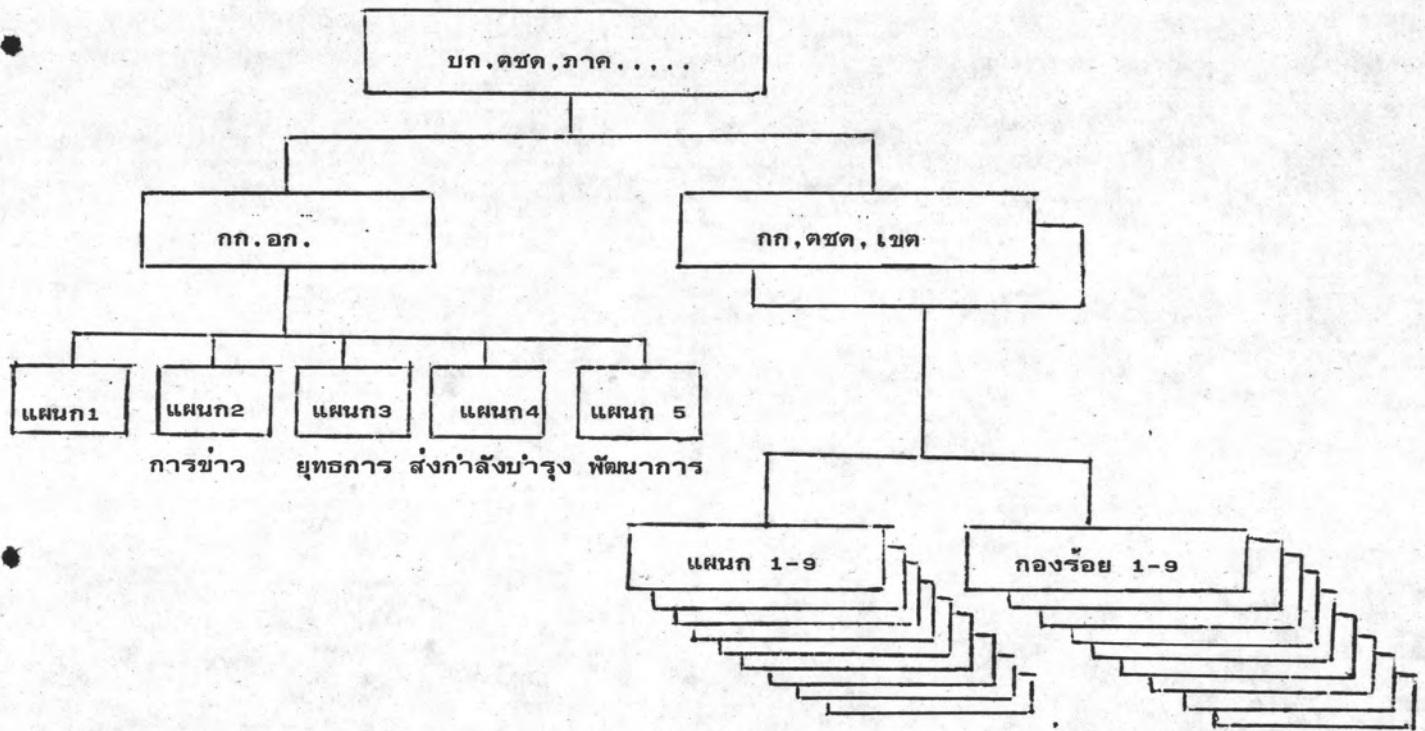 บก.ตชด.ภาค.....
กก.อก.
กก,ตชด,เขต
แผนก1
แผนก2
แผนก3
แผนก4
แผนก 5
การข่าว
ยุทธการ
ส่งกำลังบำรุง
พัฒนาการ
แผนก 1-9
กองร้อย 1-9